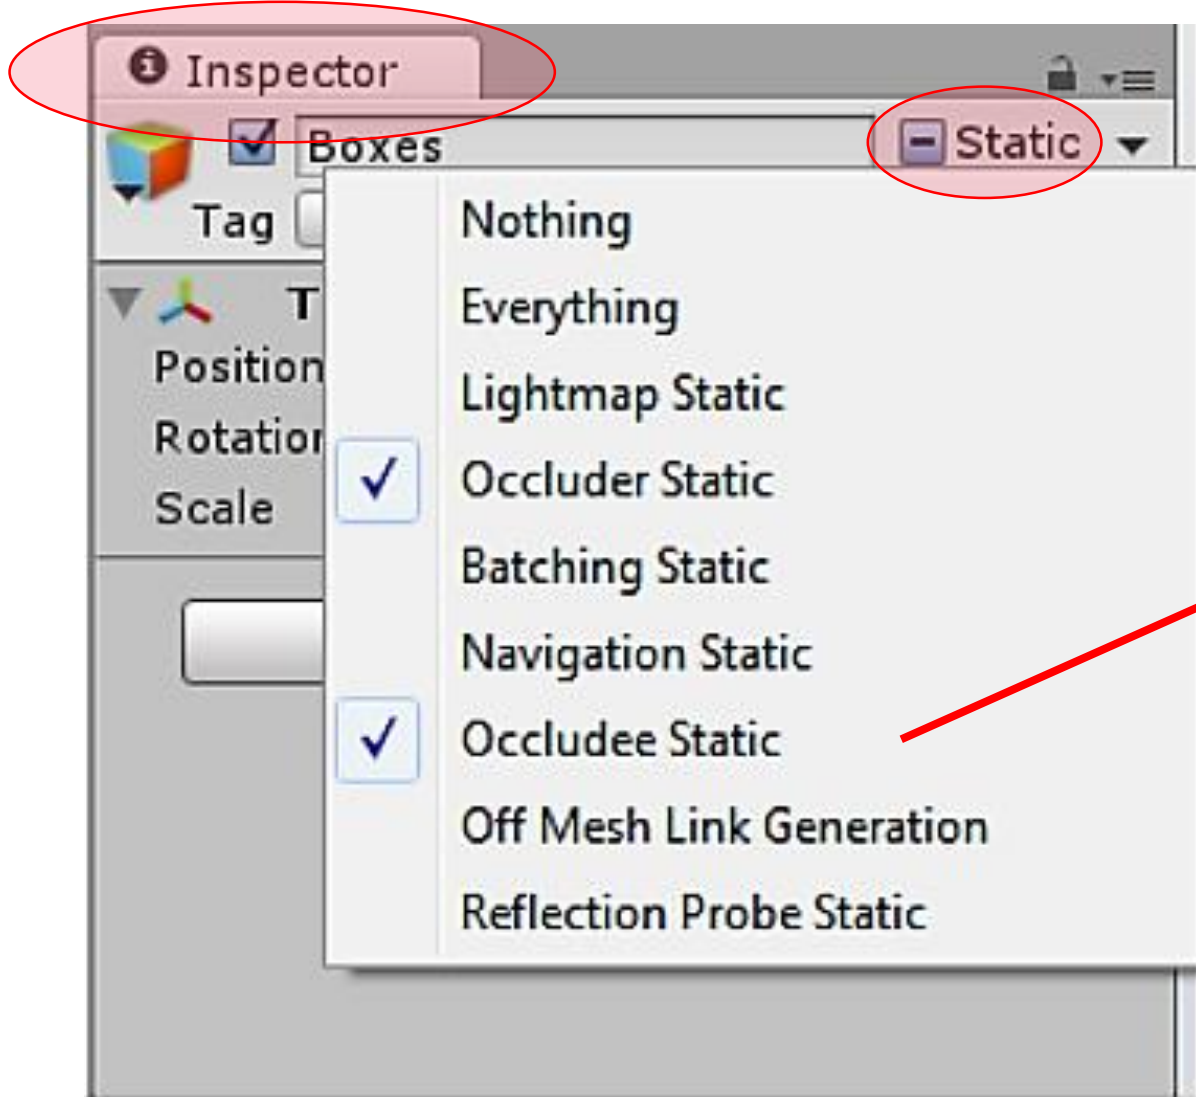 Inspector
Boxes
Static
Tag
Nothing
Everything
T
Position
Lightmap Static
Rotation
Occluder Static
Scale
Batching Static
Navigation Static
Occludee Static
Off Mesh Link Generation
Reflection Probe Static